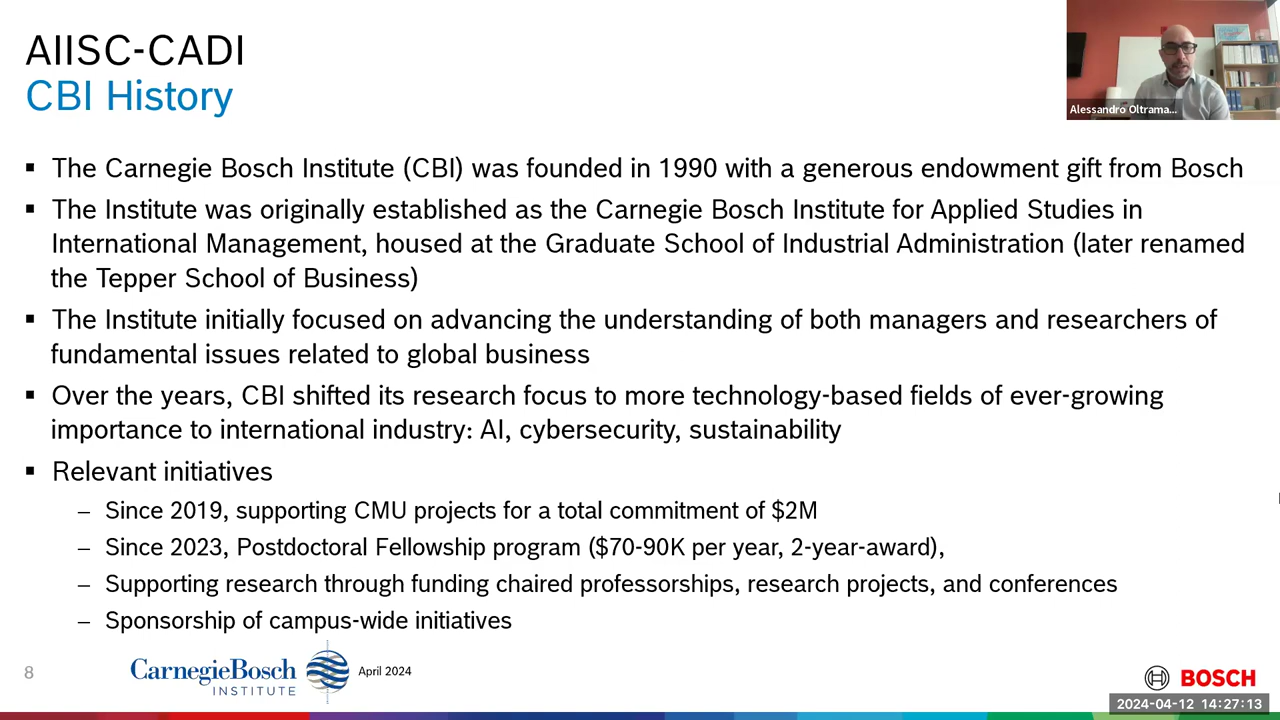 AIISC-CADI
CBI History
Alessandro Oltrama...
▪ The Carnegie Bosch Institute (CBI) was founded in 1990 with a generous endowment gift from Bosch
▪ The Institute was originally established as the Carnegie Bosch Institute for Applied Studies in
International Management, housed at the Graduate School of Industrial Administration (later renamed
the Tepper School of Business)
▪ The Institute initially focused on advancing the understanding of both managers and researchers of
fundamental issues related to global business
▪ Over the years, CBI shifted its research focus to more technology-based fields of ever-growing
importance to international industry: AI, cybersecurity, sustainability
▪ Relevant initiatives
– Since 2019, supporting CMU projects for a total commitment of $2M
– Since 2023, Postdoctoral Fellowship program ($70-90K per year, 2-year-award),
– Supporting research through funding chaired professorships, research projects, and conferences
– Sponsorship of campus-wide initiatives
8
CarnegieBosch
INSTITUTE
April 2024
BOSCH
2024-04-12 14:27:13